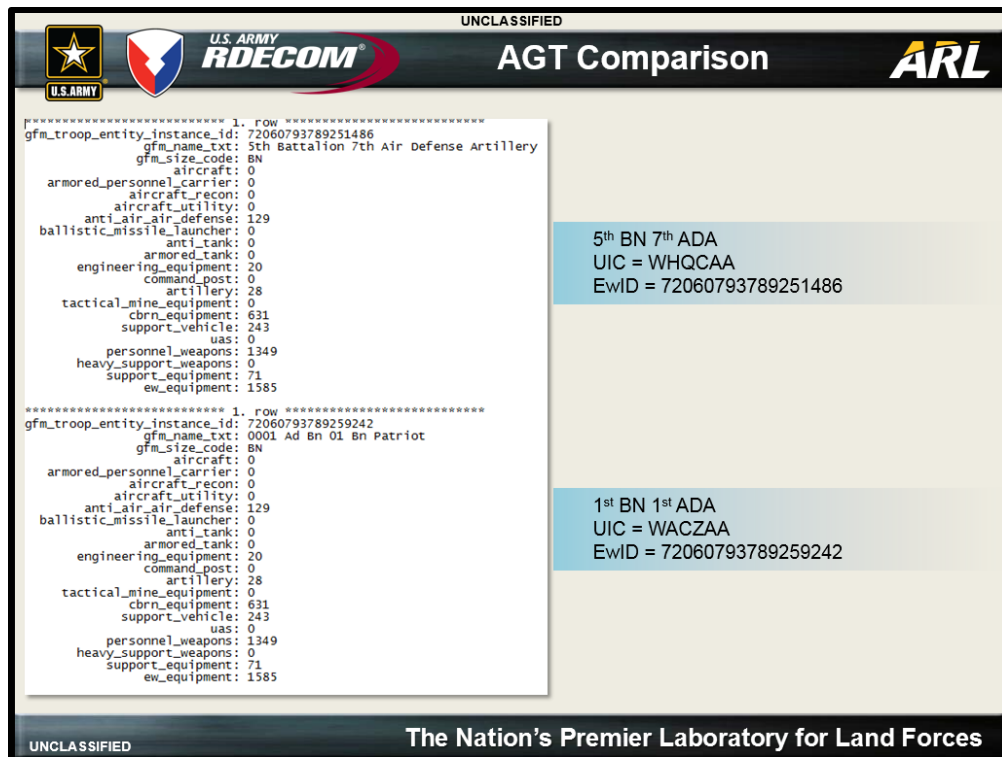 UNCLASSIFIED
U.S.ARMY
U.S. ARMY
RDECOM®
AGT Comparison
ARL
*************************** 1. row ***************************
gfm_troop_entity_instance_id: 72060793789251486
gfm_name_txt: 5th Battalion 7th Air Defense Artillery
gfm_size_code: BN
aircraft: 0
armored_personnel_carrier: 0
aircraft_recon: 0
aircraft_utility: 0
anti_air_air_defense: 129
ballistic_missile_launcher: 0
anti_tank: 0
armored_tank: 0
engineering_equipment: 20
command_post: 0
artillery: 28
tactical_mine_equipment: 0
cbrn_equipment: 631
support_vehicle: 243
uas: 0
personnel_weapons: 1349
heavy_support_weapons: 0
support_equipment: 71
ew_equipment: 1585
*************************** 1. row ***************************
gfm_troop_entity_instance_id: 72060793789259242
gfm_name_txt: 0001 Ad Bn 01 Bn Patriot
gfm_size_code: BN
aircraft: 0
armored_personnel_carrier: 0
aircraft_recon: 0
aircraft_utility: 0
anti_air_air_defense: 129
ballistic_missile_launcher: 0
anti_tank: 0
armored_tank: 0
engineering_equipment: 20
command_post: 0
artillery: 28
tactical_mine_equipment: 0
cbrn_equipment: 631
support_vehicle: 243
uas: 0
personnel_weapons: 1349
heavy_support_weapons: 0
support_equipment: 71
ew_equipment: 1585
5th BN 7th ADA
UIC = WHQCAA
EwID = 72060793789251486
1st BN 1st ADA
UIC = WACZAA
EwID = 72060793789259242
UNCLASSIFIED
The Nation's Premier Laboratory for Land Forces